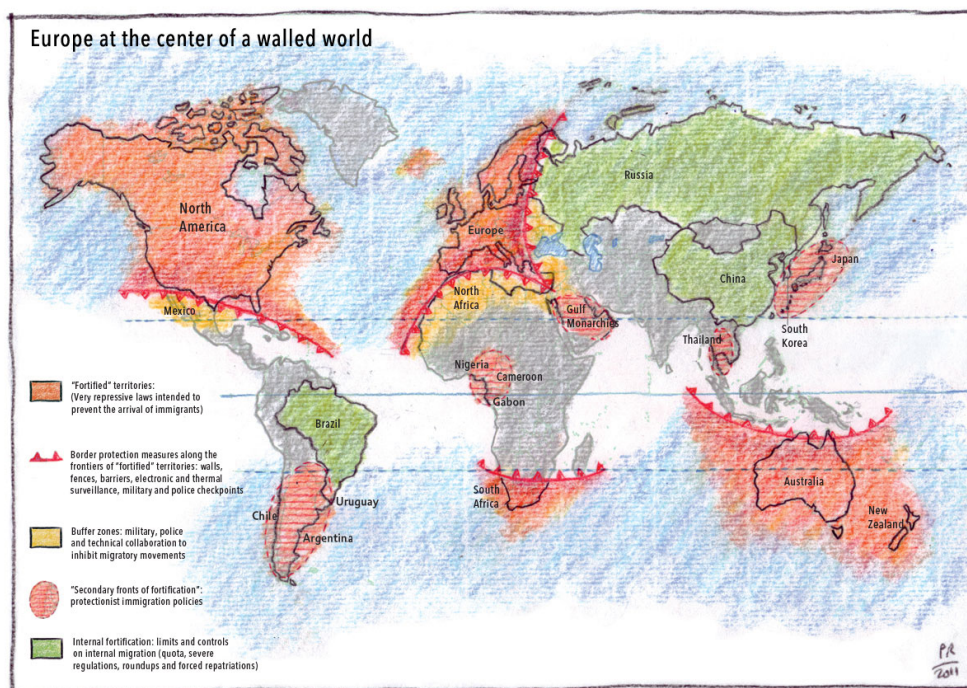 Europe at the center of a walled world
North
America
Mexico
Europe
North
Africa
Gulf
Monarchies
Nigeria
Cameroon
Gabon
Brazil
Uruguay
Chile
Argentina
South
Africa
Russia
China
Japan
South
Korea
Thailand
Australia
New
Zealand
"Fortified" territories:
(Very repressive laws intended to
prevent the arrival of immigrants)
Border protection measures along the
frontiers of "fortified" territories: walls,
fences, barriers, electronic and thermal
surveillance, military and police checkpoints
Buffer zones: military, police
and technical collaboration to
inhibit migratory movements
"Secondary fronts of fortification":
protectionist immigration policies
Internal fortification: limits and controls
on internal migration (quota, severe
regulations, roundups and forced repatriations)
PR
2011